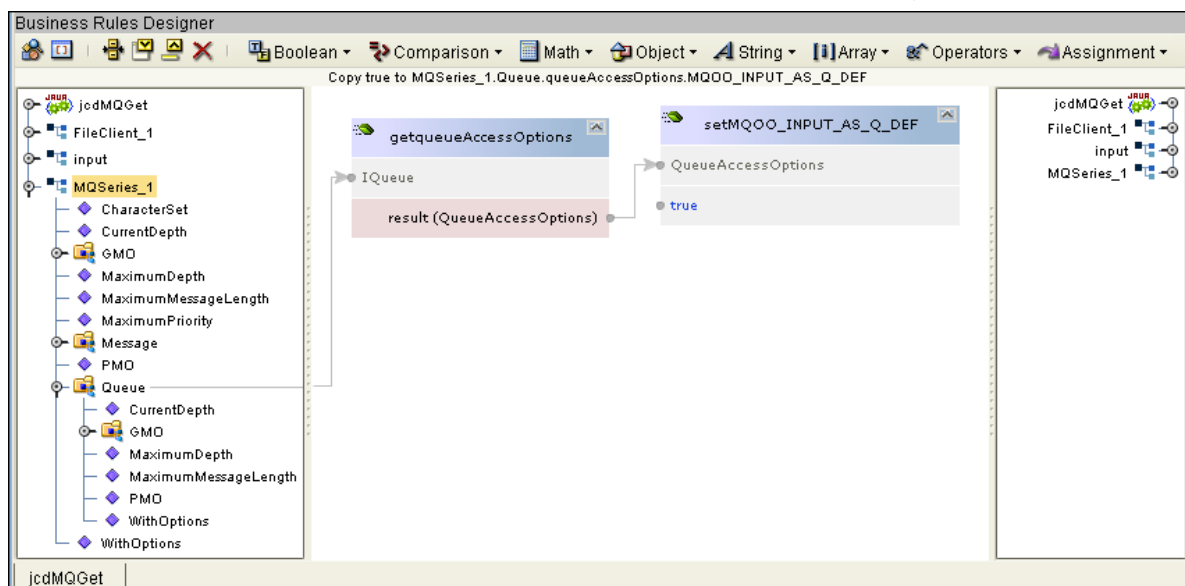 Business Rules Designer
Boolean Comparison Math Object String Array Operators Assignment
Copy true to MQSeries_1.Queue.queueAccessOptions.MQOO_INPUT_AS_Q_DEF
JAVA jcdMQGet
FileClient_1
input
MQSeries_1
CharacterSet
CurrentDepth
GMO
MaximumDepth
MaximumMessageLength
MaximumPriority
Message
PMO
Queue
CurrentDepth
GMO
MaximumDepth
MaximumMessageLength
PMO
WithOptions
WithOptions
getqueueAccessOptions
IQueue
result (QueueAccessOptions)
setMQOO_INPUT_AS_Q_DEF
QueueAccessOptions
true
jcdMQGet JAVA
FileClient_1
input
MQSeries_1
jcdMQGet